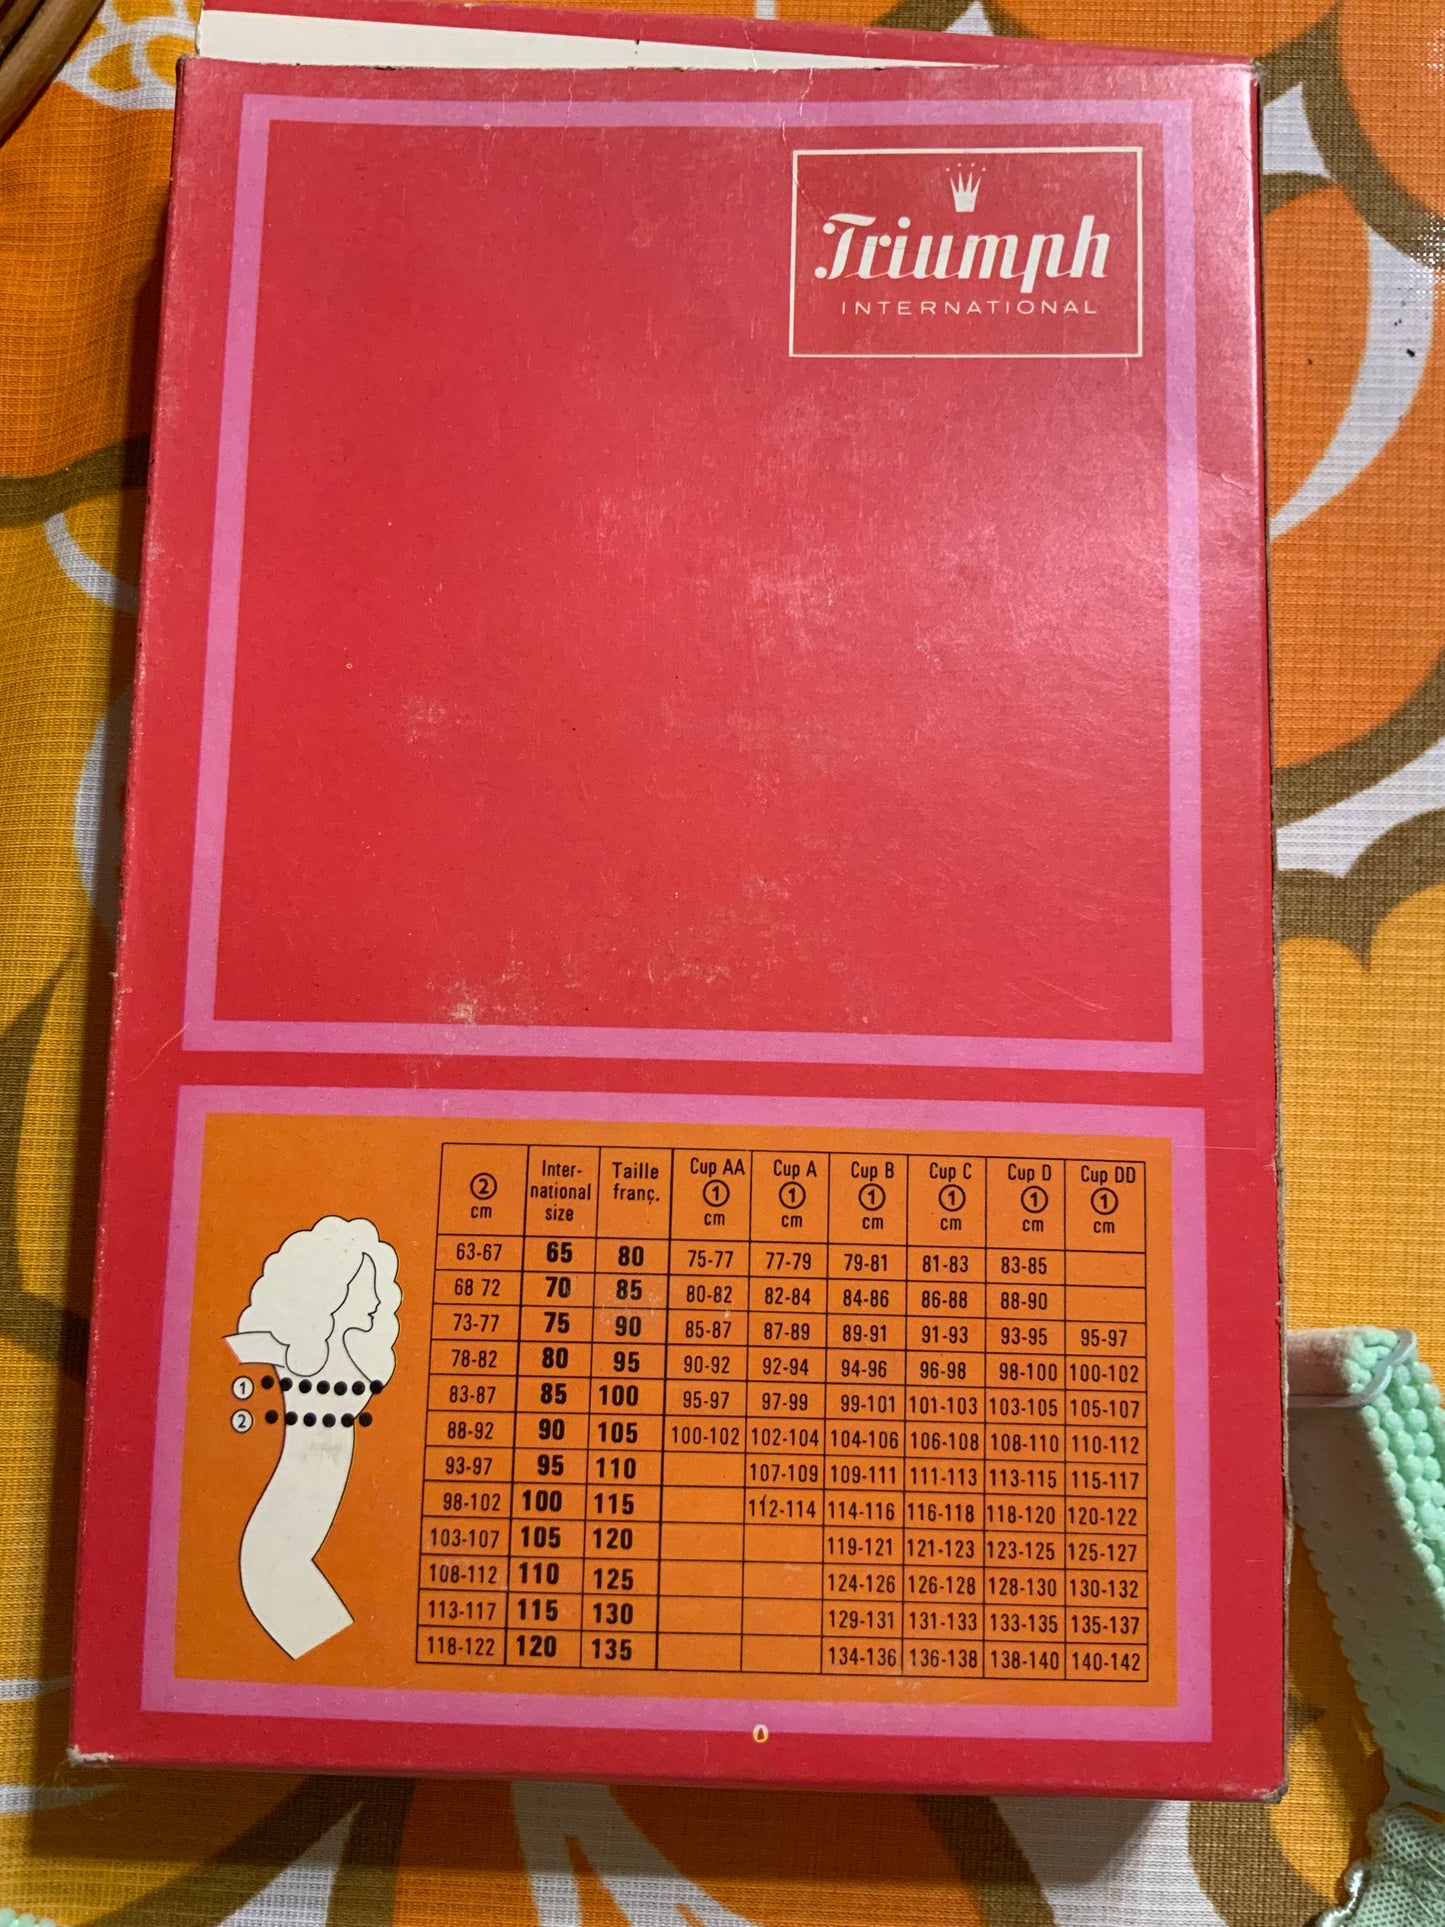 Triumph
INTERNATIONAL
② cm Inter-national size Taille franç. Cup AA ① cm Cup A ① cm Cup B ① cm Cup C ① cm Cup D ① cm Cup DD ① cm
63-67 65 80 75-77 77-79 79-81 81-83 83-85
68 72 70 85 80-82 82-84 84-86 86-88 88-90
73-77 75 90 85-87 87-89 89-91 91-93 93-95 95-97
78-82 80 95 90-92 92-94 94-96 96-98 98-100 100-102
83-87 85 100 95-97 97-99 99-101 101-103 103-105 105-107
88-92 90 105 100-102 102-104 104-106 106-108 108-110 110-112
93-97 95 110 107-109 109-111 111-113 113-115 115-117
98-102 100 115 112-114 114-116 116-118 118-120 120-122
103-107 105 120 119-121 121-123 123-125 125-127
108-112 110 125 124-126 126-128 128-130 130-132
113-117 115 130 129-131 131-133 133-135 135-137
118-122 120 135 134-136 136-138 138-140 140-142
①
②